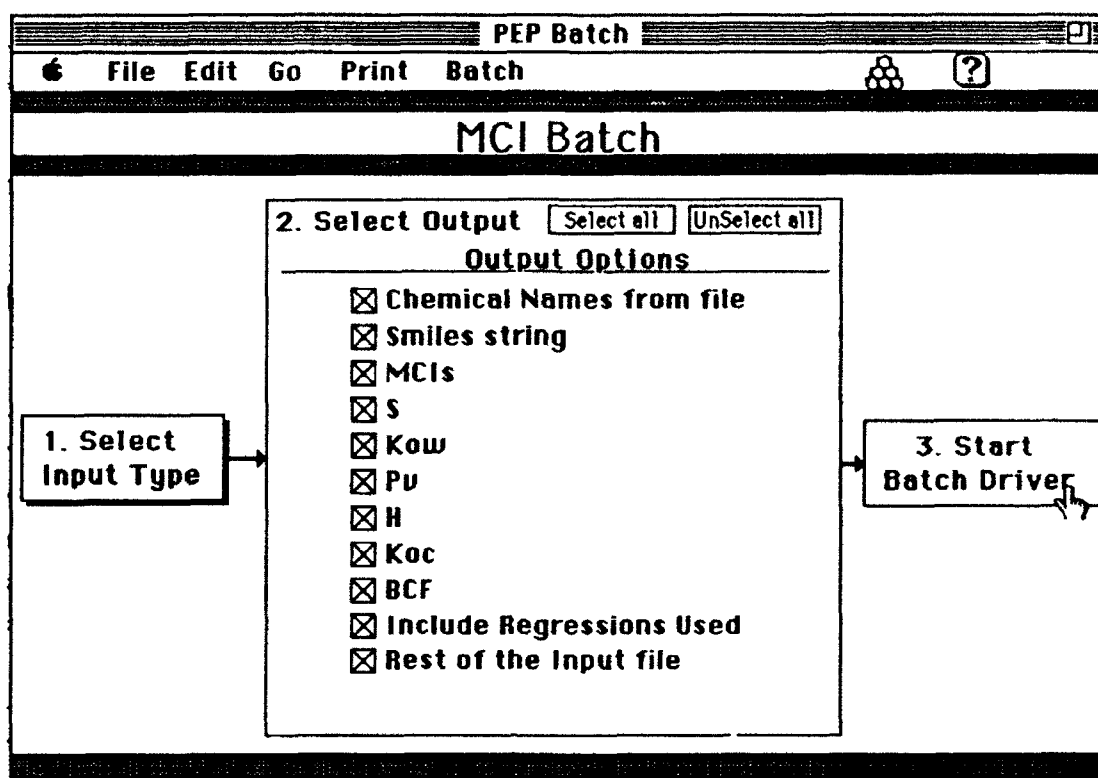 PEP Batch
File Edit Go Print Batch ?
MCI Batch
2. Select Output Select all UnSelect all
Output Options
Chemical Names from file
Smiles string
MCIs
S
Kow
Pv
H
Koc
BCF
Include Regressions Used
Rest of the Input file
1. Select
Input Type
3. Start
Batch Driver